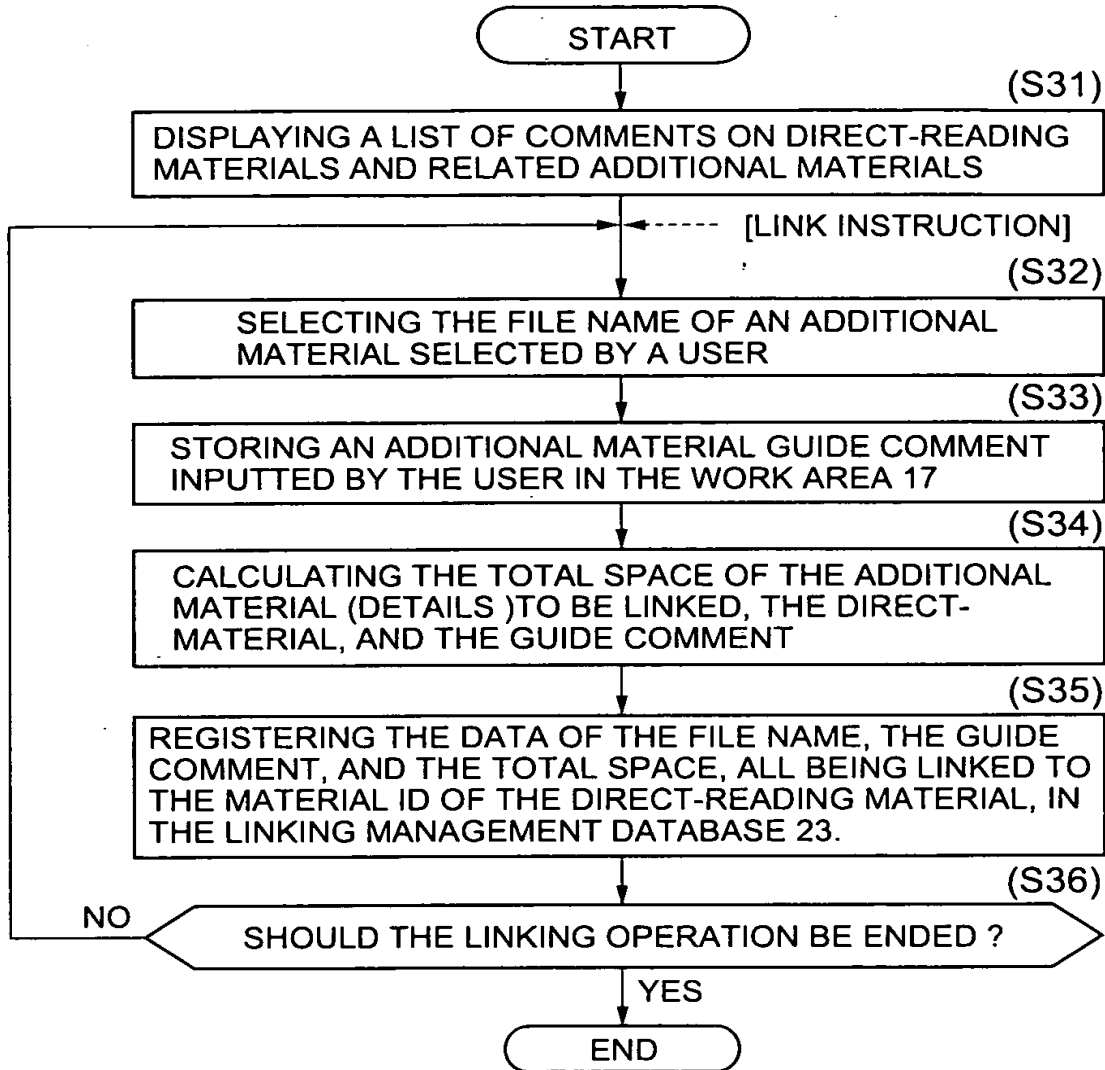 START
(S31)
DISPLAYING A LIST OF COMMENTS ON DIRECT-READING
MATERIALS AND RELATED ADDITIONAL MATERIALS
[LINK INSTRUCTION]
(S32)
SELECTING THE FILE NAME OF AN ADDITIONAL
MATERIAL SELECTED BY A USER
(S33)
STORING AN ADDITIONAL MATERIAL GUIDE COMMENT
INPUTTED BY THE USER IN THE WORK AREA 17
(S34)
CALCULATING THE TOTAL SPACE OF THE ADDITIONAL
MATERIAL (DETAILS )TO BE LINKED, THE DIRECT-
MATERIAL, AND THE GUIDE COMMENT
(S35)
REGISTERING THE DATA OF THE FILE NAME, THE GUIDE
COMMENT, AND THE TOTAL SPACE, ALL BEING LINKED TO
THE MATERIAL ID OF THE DIRECT-READING MATERIAL, IN
THE LINKING MANAGEMENT DATABASE 23.
(S36)
NO
SHOULD THE LINKING OPERATION BE ENDED ?
YES
END